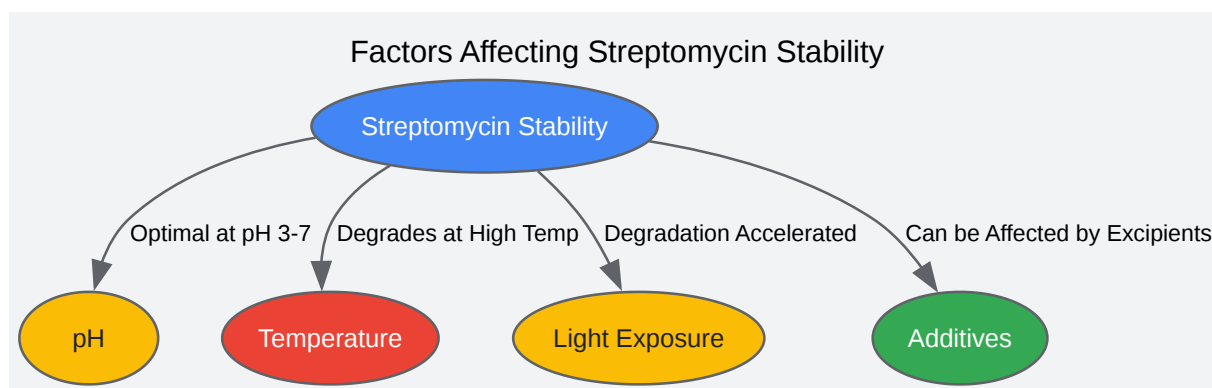 Factors Affecting Streptomycin Stability
Streptomycin Stability
Optimal at pH 3-7
Degrades at High Temp
Degradation Accelerated
Can be Affected by Excipients
pH
Temperature
Light Exposure
Additives